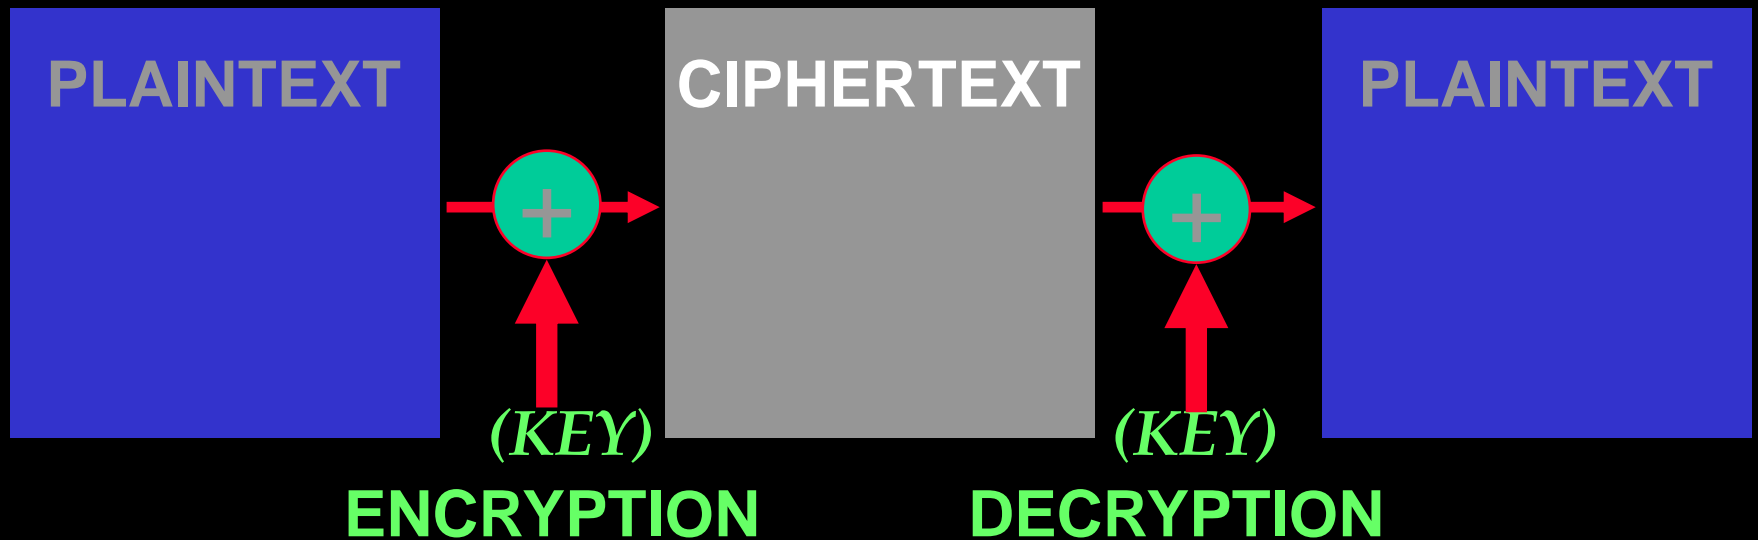 PLAINTEXT
CIPHERTEXT
PLAINTEXT
+
+
(KEY)
(KEY)
ENCRYPTION
DECRYPTION